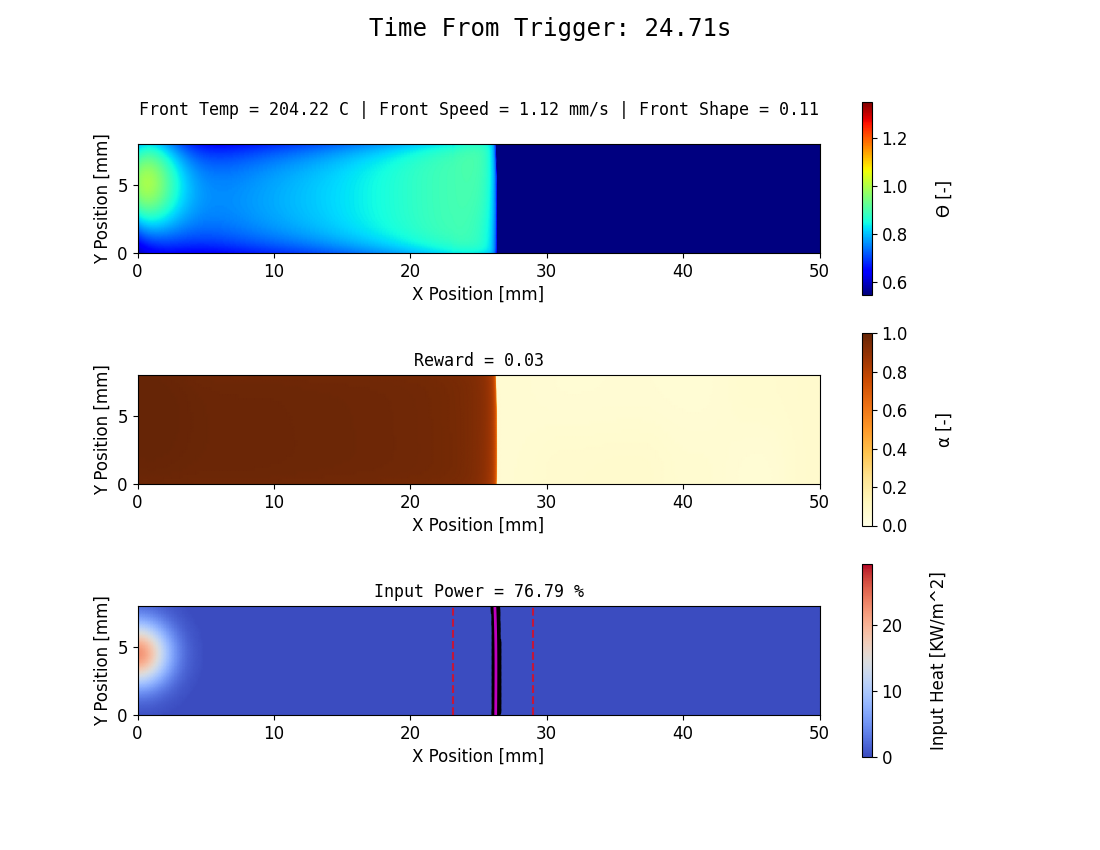 Time From Trigger: 24.71s
Front Temp = 204.22 C | Front Speed = 1.12 mm/s | Front Shape = 0.11
Y Position [mm]
5
0
0 10 20 30 40 50
X Position [mm]
1.2
1.0
0.8
0.6
Θ [-]
Reward = 0.03
Y Position [mm]
5
0
0 10 20 30 40 50
X Position [mm]
1.0
0.8
0.6
0.4
0.2
0.0
α [-]
Input Power = 76.79 %
Y Position [mm]
5
0
0 10 20 30 40 50
X Position [mm]
20
10
0
Input Heat [KW/m^2]